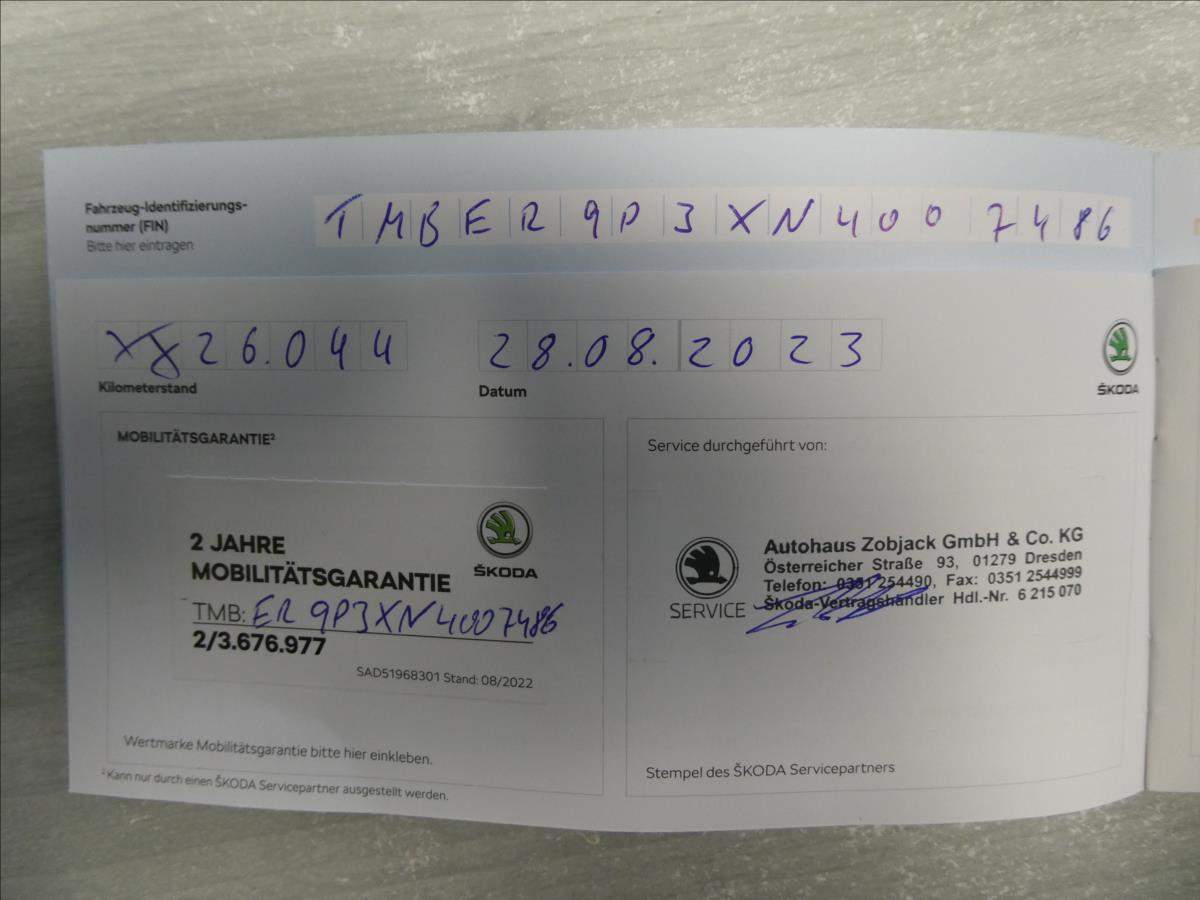 Fahrzeug-Identifizierungs-
nummer (FIN)
Bitte hier eintragen
TMBER9P3XN4007486
26.044
Kilometerstand
28.08.2023
Datum
ŠKODA
MOBILITÄTSGARANTIE²
2 JAHRE
MOBILITÄTSGARANTIE
ŠKODA
TMB: ER9P3XN4007486
2/3.676.977
SAD51968301 Stand: 08/2022
Wertmarke Mobilitätsgarantie bitte hier einkleben.
² Kann nur durch einen ŠKODA Servicepartner ausgestellt werden.
Service durchgeführt von:
SERVICE
Autohaus Zobjack GmbH & Co. KG
Österreicher Straße 93, 01279 Dresden
Telefon: 0351 254490, Fax: 0351 2544999
Škoda-Vertragshändler Hdl.-Nr. 6 215 070
Stempel des ŠKODA Servicepartners